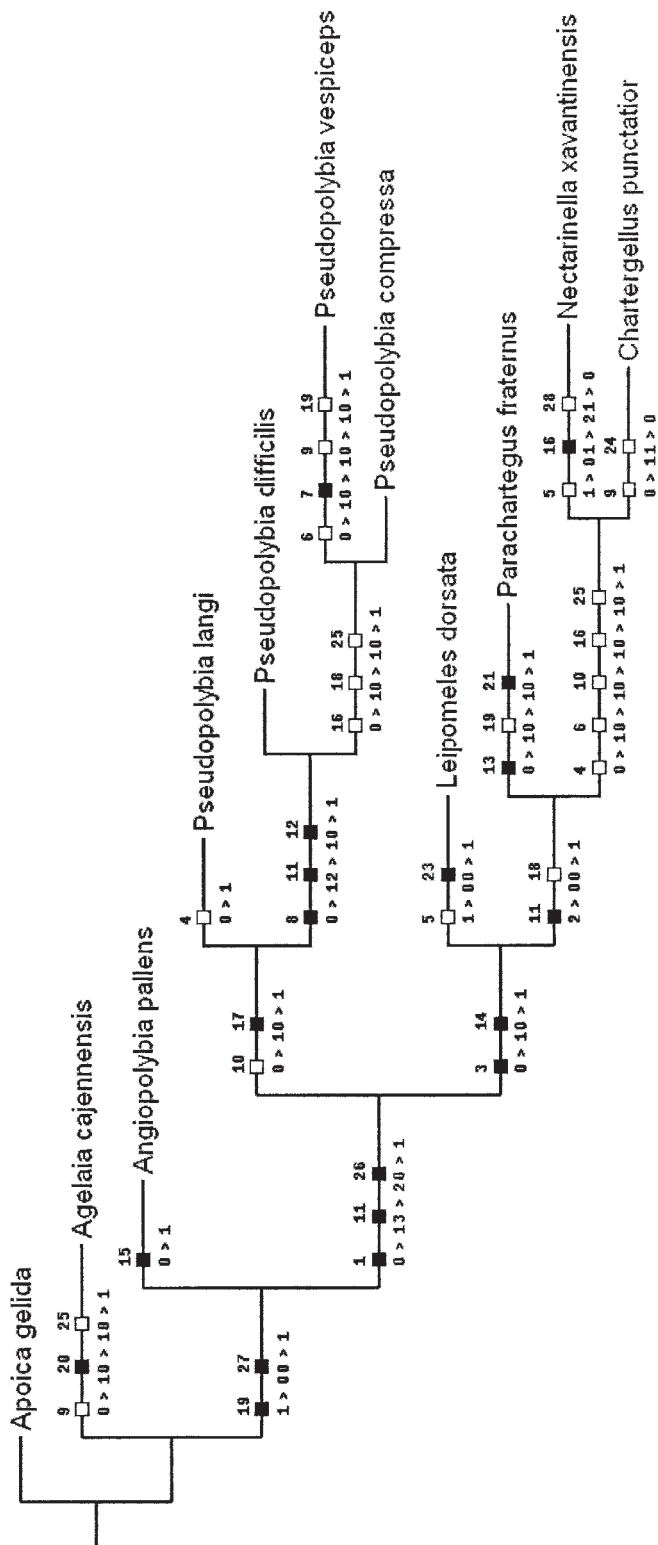 Apoica gelida
9 20 25
0 > 1 0 > 1 0 > 1
Agelaia cajennensis
19 27
1 > 0 0 > 1
15
0 > 1
Angiopolybia pallens
1 11 26
0 > 1 3 > 2 0 > 1
10 17
0 > 1 0 > 1
4
0 > 1
Pseudopolybia langi
8 11 12
0 > 1 2 > 1 0 > 1
Pseudopolybia difficilis
16 18 25
0 > 1 0 > 1 0 > 1
6 7 9 19
0 > 1 0 > 1 0 > 1 0 > 1
Pseudopolybia vespiceps
Pseudopolybia compressa
3 14
0 > 1 0 > 1
5 23
1 > 0 0 > 1
Leipomeles dorsata
11 18
2 > 0 0 > 1
13 19 21
0 > 1 0 > 1 0 > 1
Parachartegus fraternus
4 6 10 16 25
0 > 1 0 > 1 0 > 1 0 > 1 0 > 1
5 16 28
1 > 0 1 > 2 1 > 0
Nectarinella xavantinensis
9 24
0 > 1 1 > 0
Chartergellus punctatior